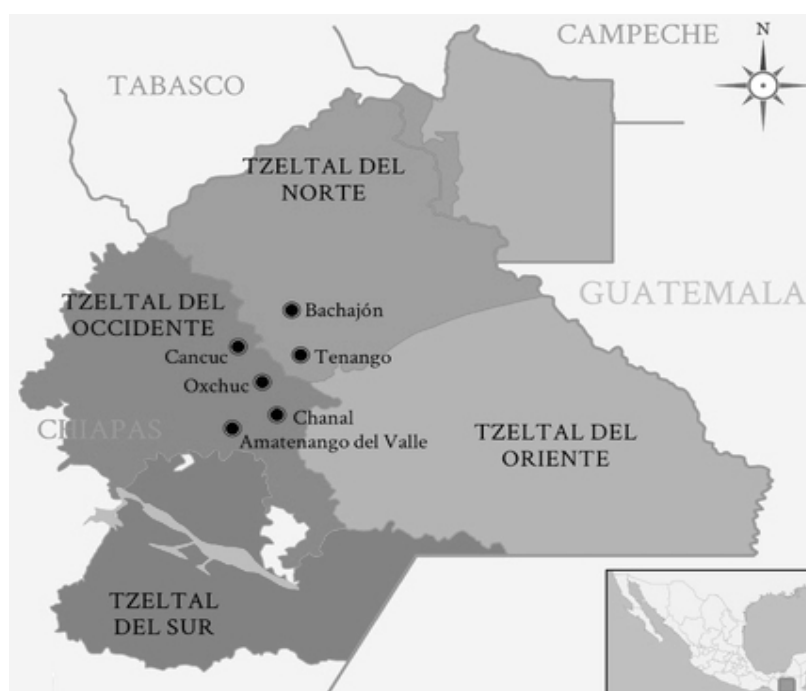 CAMPECHE
N
TABASCO
TZELTAL DEL
NORTE
GUATEMALA
TZELTAL DEL
OCCIDENTE
Bachajón
Cancuc
Tenango
Oxchuc
Chanal
CHIAPAS
Amatenango del Valle
TZELTAL DEL
ORIENTE
TZELTAL
DEL SUR